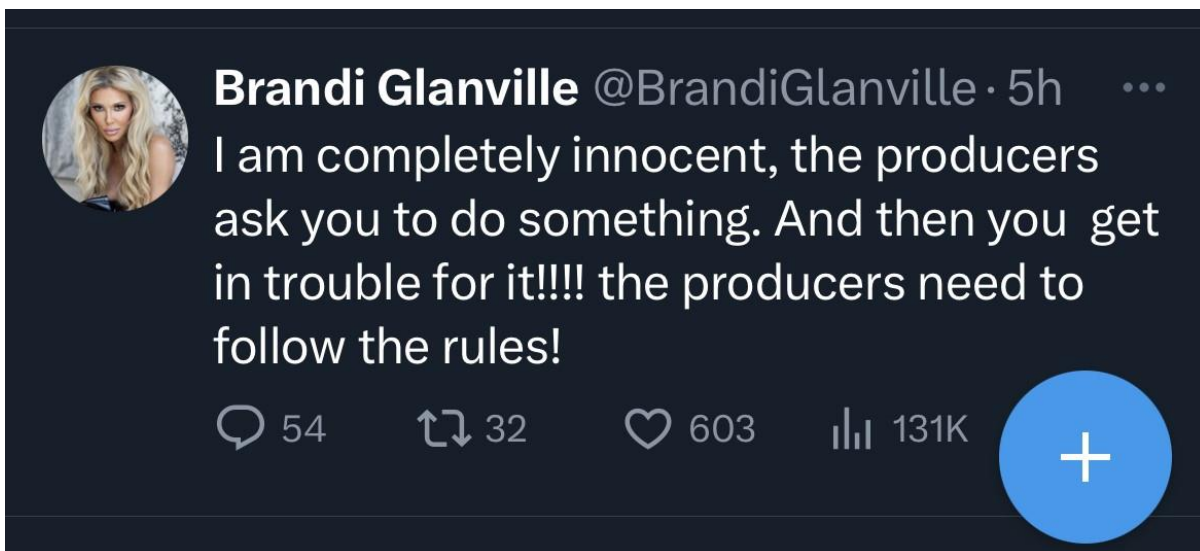 Brandi Glanville @BrandiGlanville · 5h
I am completely innocent, the producers
ask you to do something. And then you  get
in trouble for it!!!! the producers need to
follow the rules!
54 32 603 131K